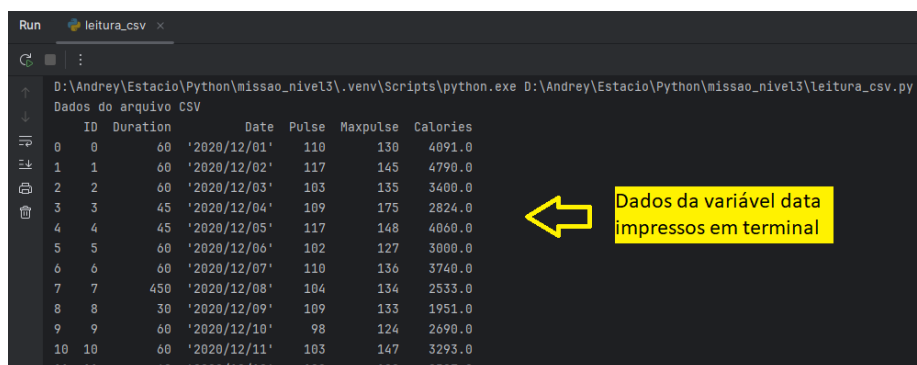 Run leitura_csv ×
D:\Andrey\Estacio\Python\missao_nivel3\.venv\Scripts\python.exe D:\Andrey\Estacio\Python\missao_nivel3\leitura_csv.py
Dados do arquivo CSV
ID Duration Date Pulse Maxpulse Calories
0 0 60 '2020/12/01' 110 130 4091.0
1 1 60 '2020/12/02' 117 145 4790.0
2 2 60 '2020/12/03' 103 135 3400.0
3 3 45 '2020/12/04' 109 175 2824.0
4 4 45 '2020/12/05' 117 148 4060.0
5 5 60 '2020/12/06' 102 127 3000.0
6 6 60 '2020/12/07' 110 136 3740.0
7 7 450 '2020/12/08' 104 134 2533.0
8 8 30 '2020/12/09' 109 133 1951.0
9 9 60 '2020/12/10' 98 124 2690.0
10 10 60 '2020/12/11' 103 147 3293.0
Dados da variável data
impressos em terminal